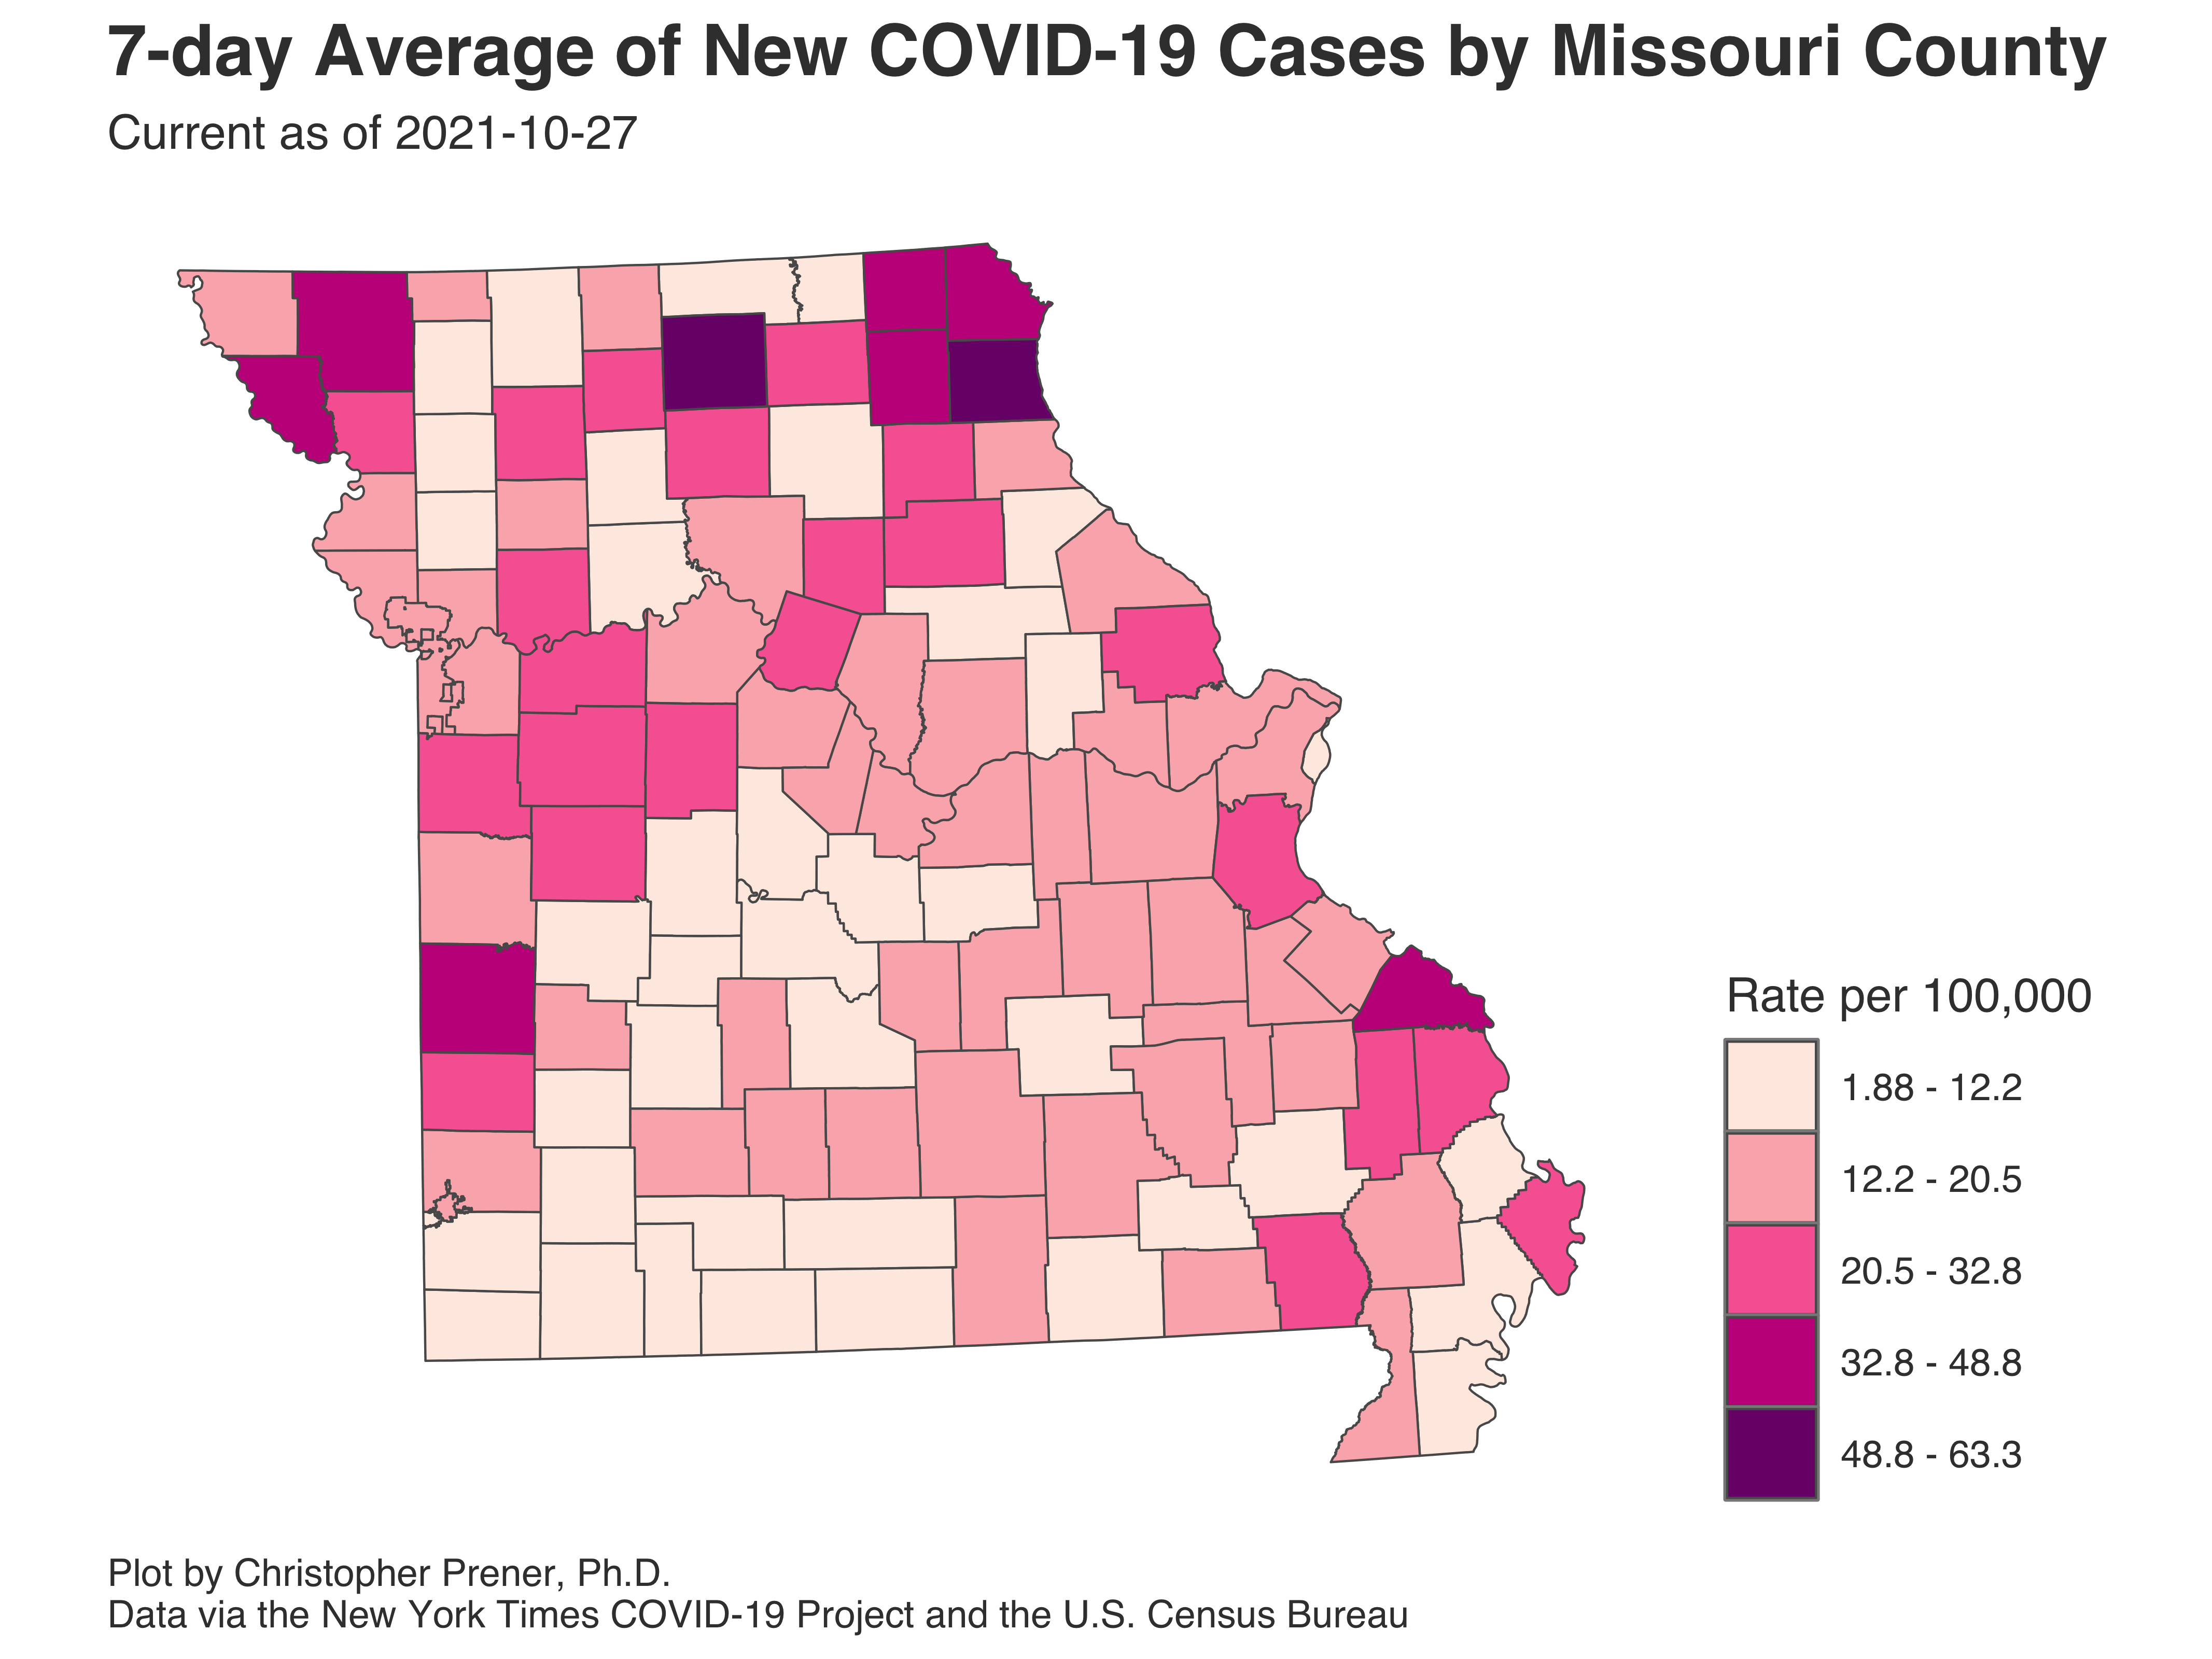 7-day Average of New COVID-19 Cases by Missouri County
Current as of 2021-10-27
Rate per 100,000
1.88 - 12.2
12.2 - 20.5
20.5 - 32.8
32.8 - 48.8
48.8 - 63.3
Plot by Christopher Prener, Ph.D.
Data via the New York Times COVID-19 Project and the U.S. Census Bureau